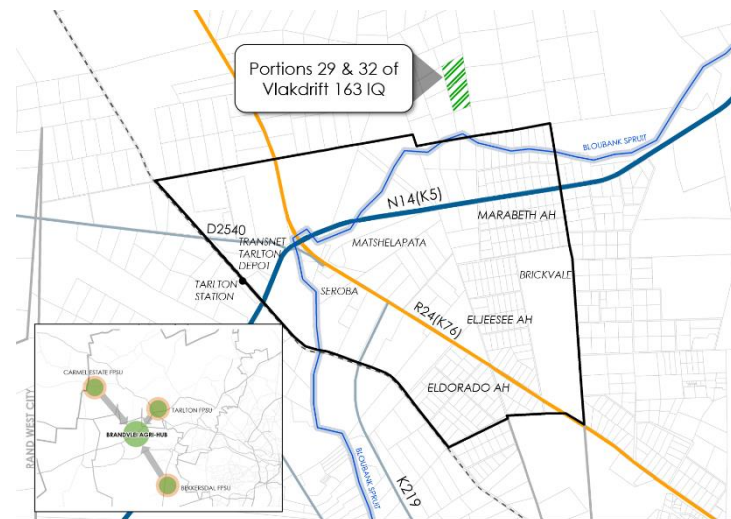 Portions 29 & 32 of
Vlakdrift 163 IQ
BLOUBANK SPRUIT
N14(K5)
MARABETH AH
D2540
TRANSNET
TARLTON
DEPOT
MATSHELAPATA
BRICKVALE
TARLTON
STATION
SEROBA
R24(K76)
ELJEESEE AH
ELDORADO AH
K219
BLOUBANK SPRUIT
RAND WEST CITY
CARMEL ESTATE FPSU
TARLTON FPSU
BRANDVLEI AGRI-HUB
BEKKERSDAL FPSU